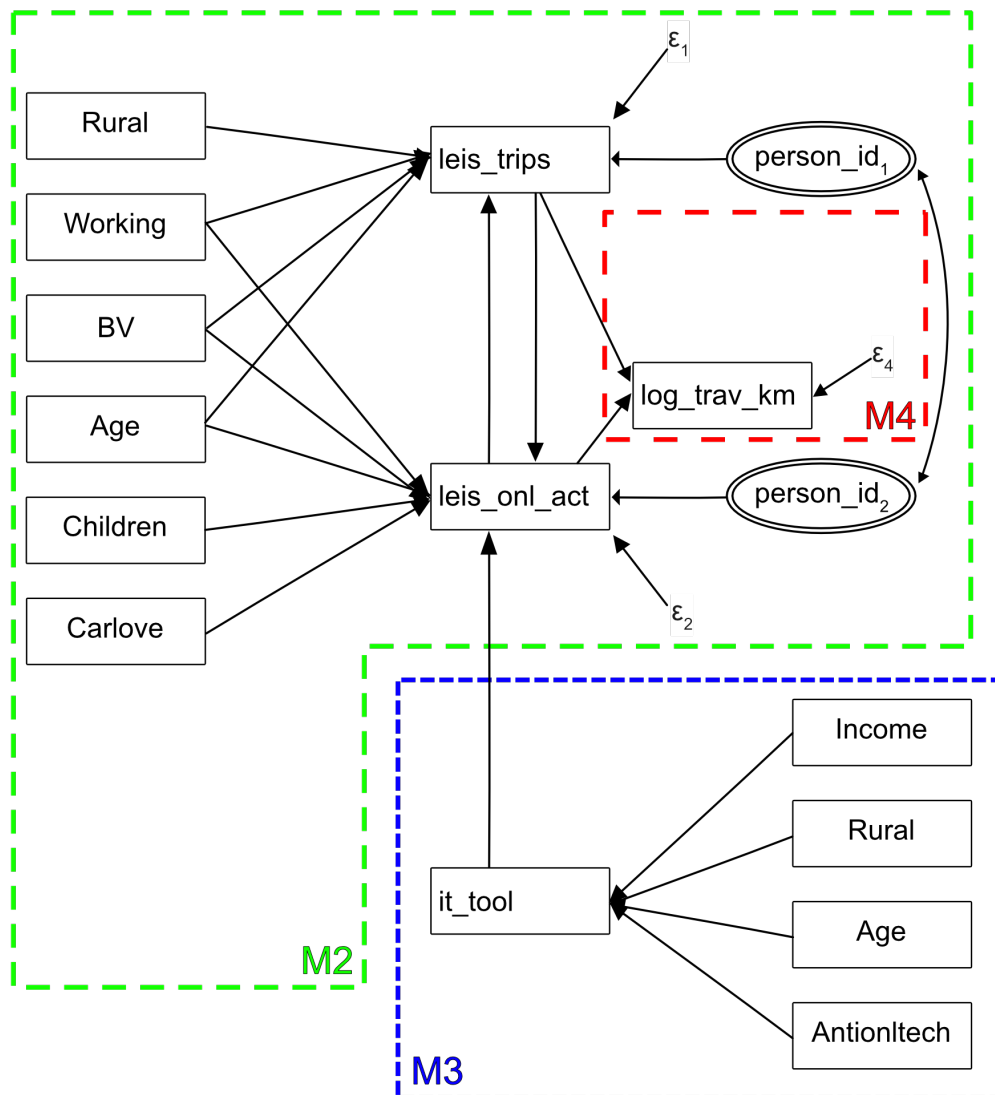 ε1
Rural
leis_trips
person_id1
Working
BV
ε4
log_trav_km
M4
Age
leis_onl_act
person_id2
Children
ε2
Carlove
Income
Rural
it_tool
Age
M2
Antionltech
M3